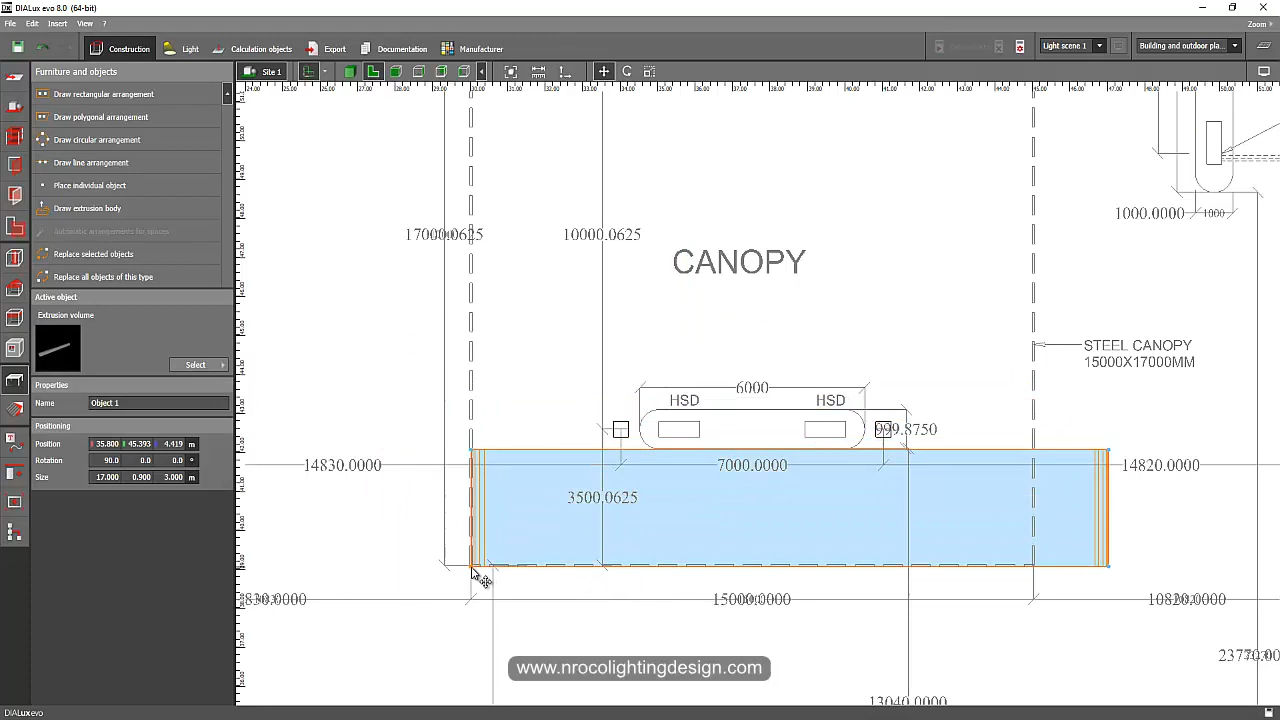 DIALux evo 8.0 (64-bit)
File Edit Insert View ?
Zoom
Construction Light Calculation objects Export Documentation Manufacturer
Light scene 1
Building and outdoor pla...
Furniture and objects
Site 1
Draw rectangular arrangement
Draw polygonal arrangement
Draw circular arrangement
Draw line arrangement
Place individual object
Draw extrusion body
Automatic arrangements for spaces
Replace selected objects
Replace all objects of this type
Active object
Extrusion volume
Select
Properties
Name Object 1
Positioning
Position 35.800 45.393 4.419 m
Rotation 90.0 0.0 0.0 °
Size 17.000 0.900 3.000 m
1000.0000
1000
10000.0625
CANOPY
STEEL CANOPY
15000X17000MM
6000
HSD HSD
999.8750
14830.0000 7000.0000 14820.0000
3500.0625
15000.0000
www.nrocolightingdesign.com
13040.0000
DIALux evo